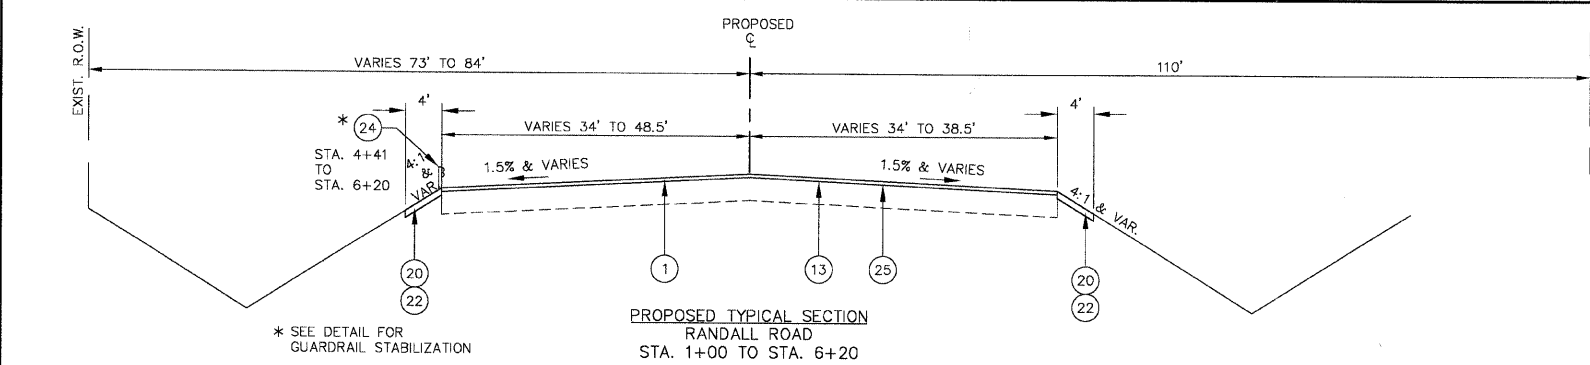 PROPOSED
℄
EXIST. R.O.W.
VARIES 73' TO 84'
110'
4'
4'
* 24
VARIES 34' TO 48.5'
VARIES 34' TO 38.5'
STA. 4+41
TO
STA. 6+20
4:1
&
VAR.
1.5% & VARIES
1.5% & VARIES
4:1 & VAR.
20
22
1
13
25
20
22
* SEE DETAIL FOR
GUARDRAIL STABILIZATION
PROPOSED TYPICAL SECTION
RANDALL ROAD
STA. 1+00 TO STA. 6+20